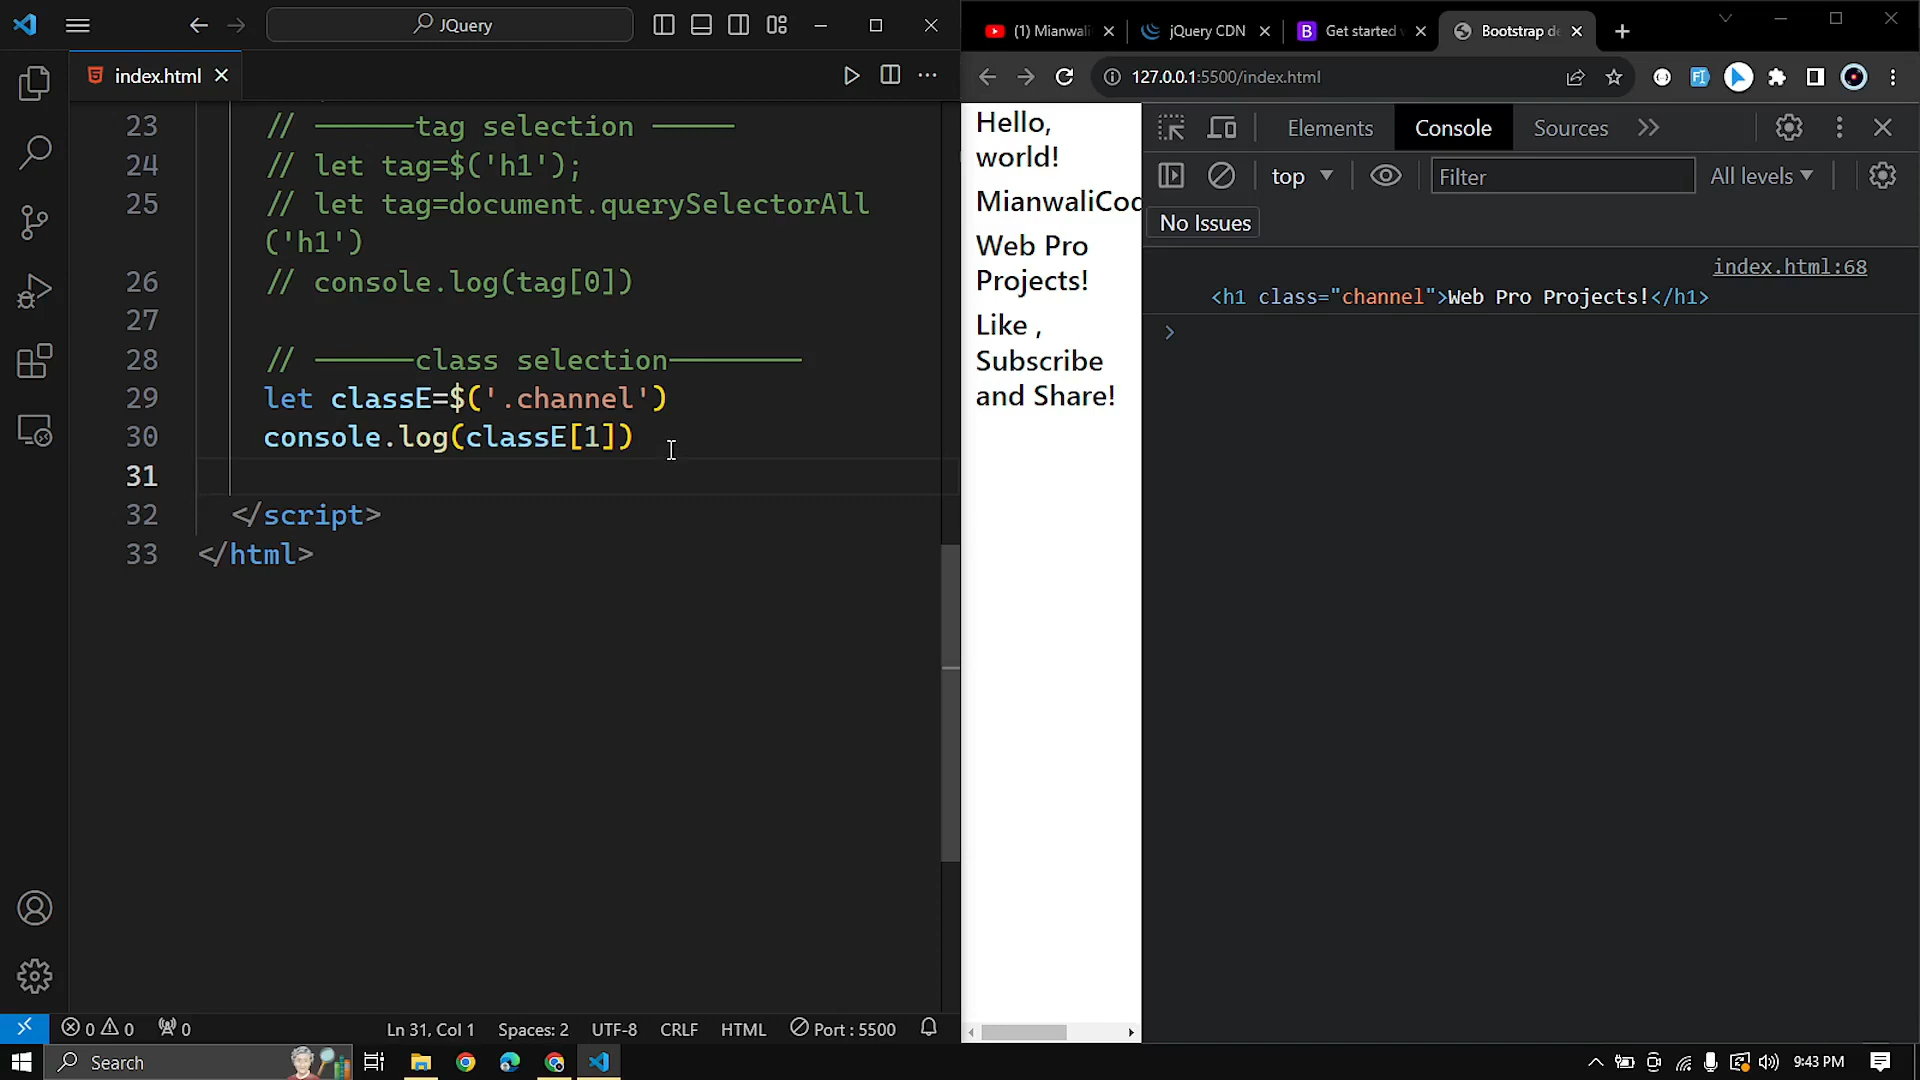 JQuery
index.html
23 // ——————tag selection —————
24 // let tag=$('h1');
25 // let tag=document.querySelectorAll
('h1')
26 // console.log(tag[0])
27
28 // ——————class selection————————
29 let classE=$('.channel')
30 console.log(classE[1])
31
32 </script>
33 </html>
0 0 0 Ln 31, Col 1 Spaces: 2 UTF-8 CRLF HTML Port : 5500
(1) Mianwali jQuery CDN Get started Bootstrap de
127.0.0.1:5500/index.html
Hello,
world!
MianwaliCod
Web Pro
Projects!
Like ,
Subscribe
and Share!
Elements Console Sources
top Filter All levels
No Issues
index.html:68
<h1 class="channel">Web Pro Projects!</h1>
Search 9:43 PM